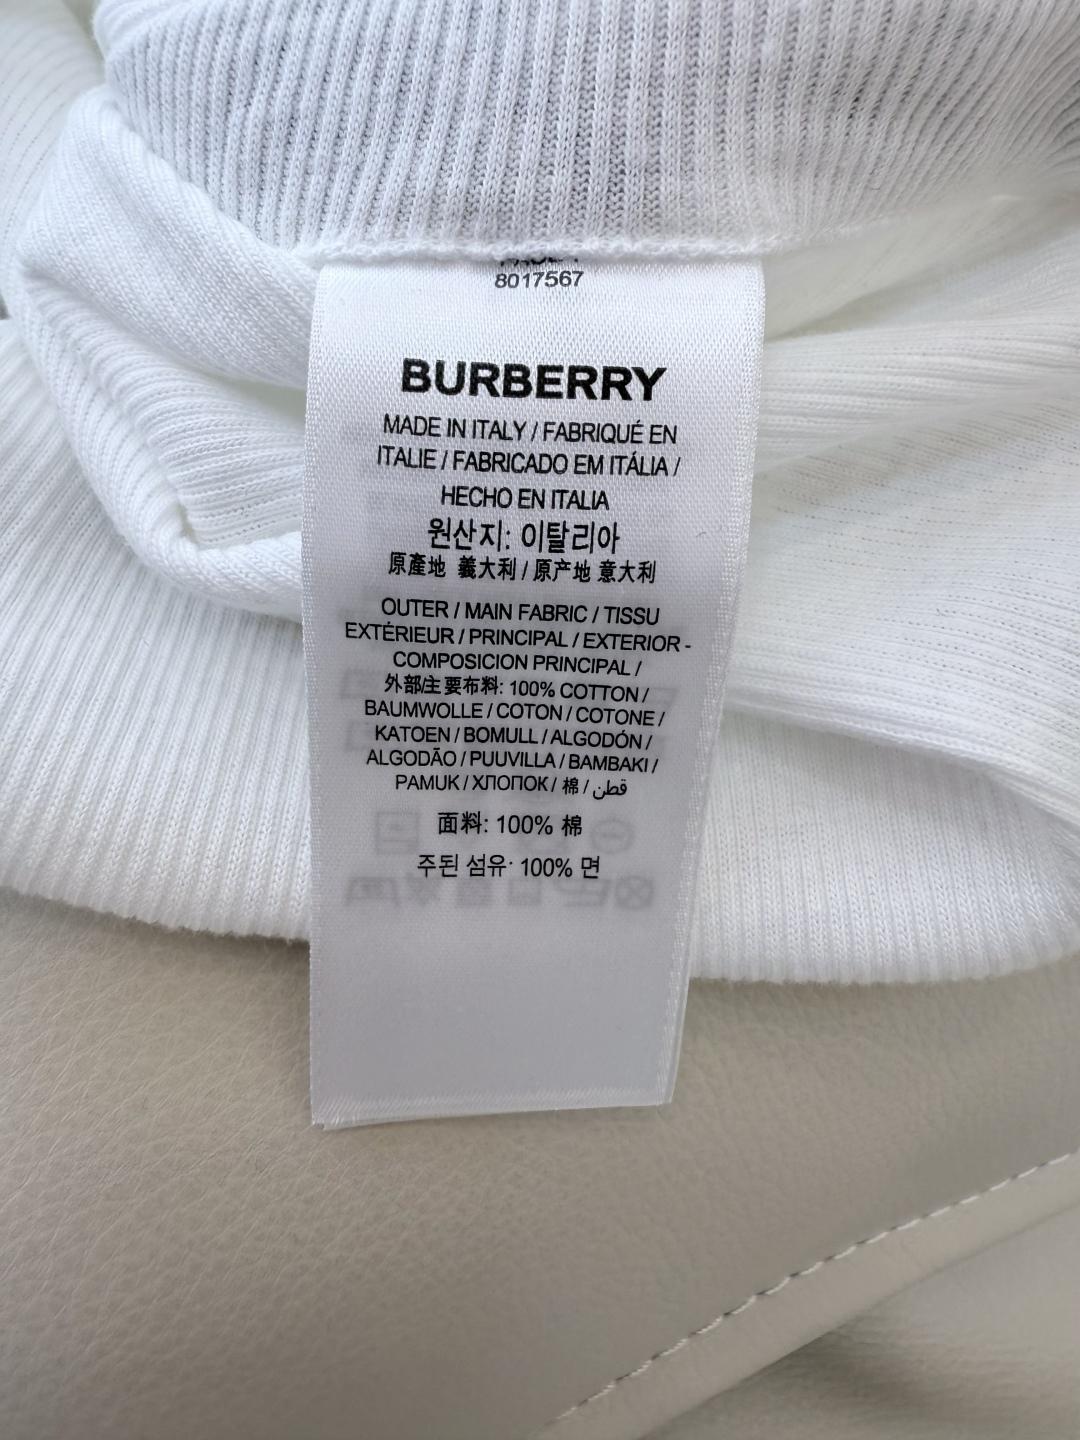 8017567
BURBERRY
MADE IN ITALY / FABRIQUÉ EN
ITALIE / FABRICADO EM ITÁLIA /
HECHO EN ITALIA
원산지: 이탈리아
原產地 義大利 / 原产地 意大利
OUTER / MAIN FABRIC / TISSU
EXTÉRIEUR / PRINCIPAL / EXTERIOR -
COMPOSICION PRINCIPAL /
外部/主要布料: 100% COTTON /
BAUMWOLLE / COTON / COTONE /
KATOEN / BOMULL / ALGODÓN /
ALGODÃO / PUUVILLA / BAMBAKI /
PAMUK / ХЛОПОК / 棉 / قطن
面料: 100% 棉
주된 섬유: 100% 면